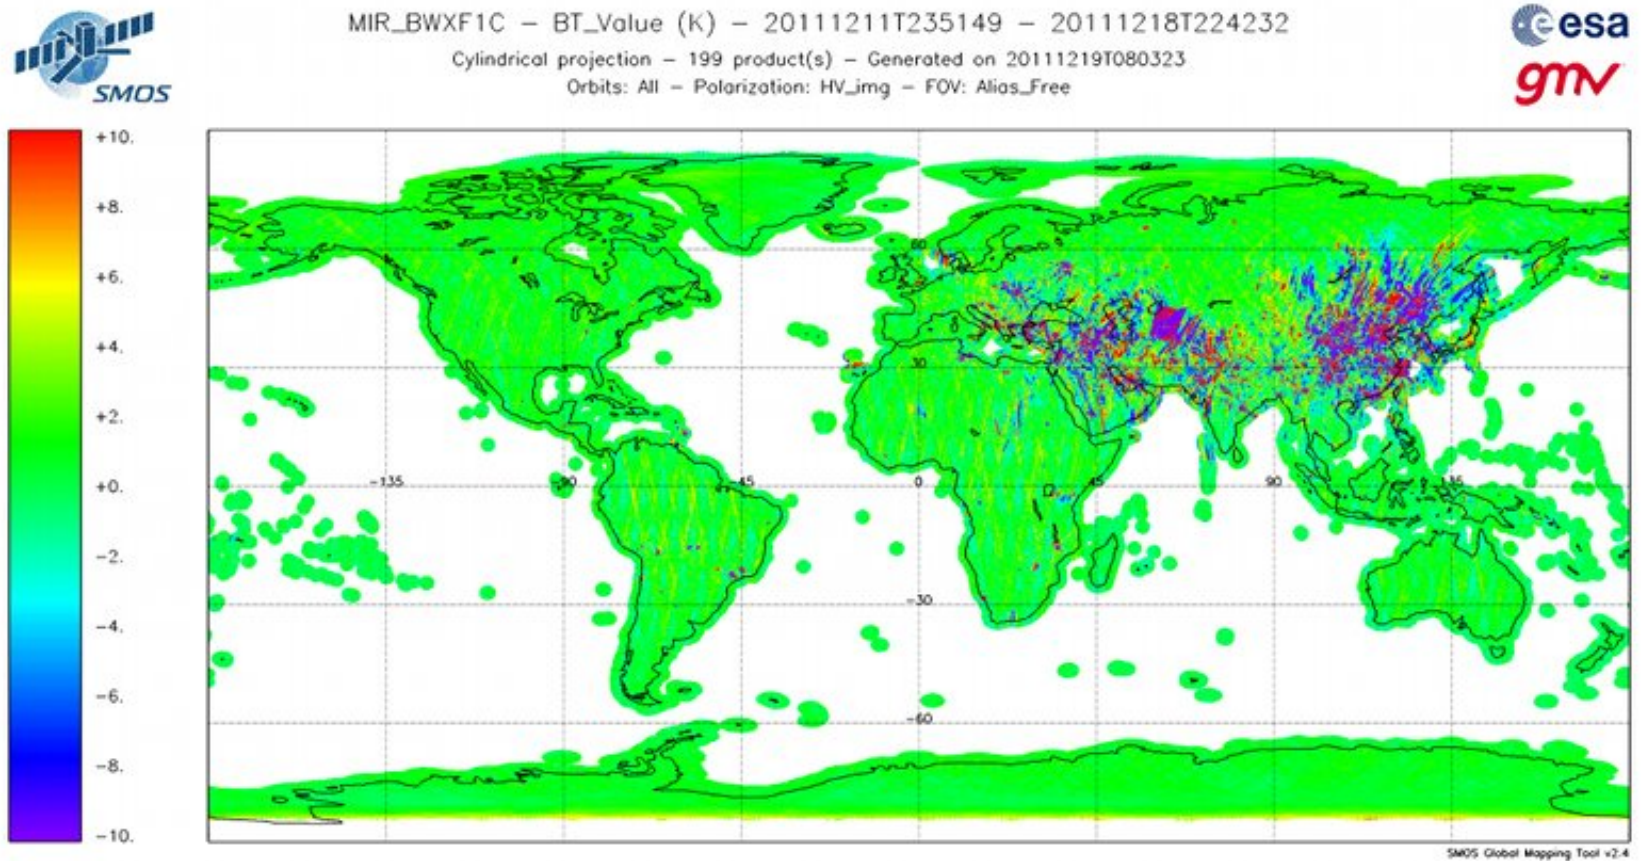 MIR_BWXF1C - BT_Value (K) - 20111211T235149 - 20111218T224232
Cylindrical projection - 199 product(s) - Generated on 20111219T080323
Orbits: All - Polarization: HV_img - FOV: Alias_Free
SMOS
esa
gmv
+10.
+8.
+6.
+4.
+2.
+0.
-2.
-4.
-6.
-8.
-10.
60
30
-135 -90 -45 0 45 90 135
-30
-60
SMOS Global Mapping Tool v2.4